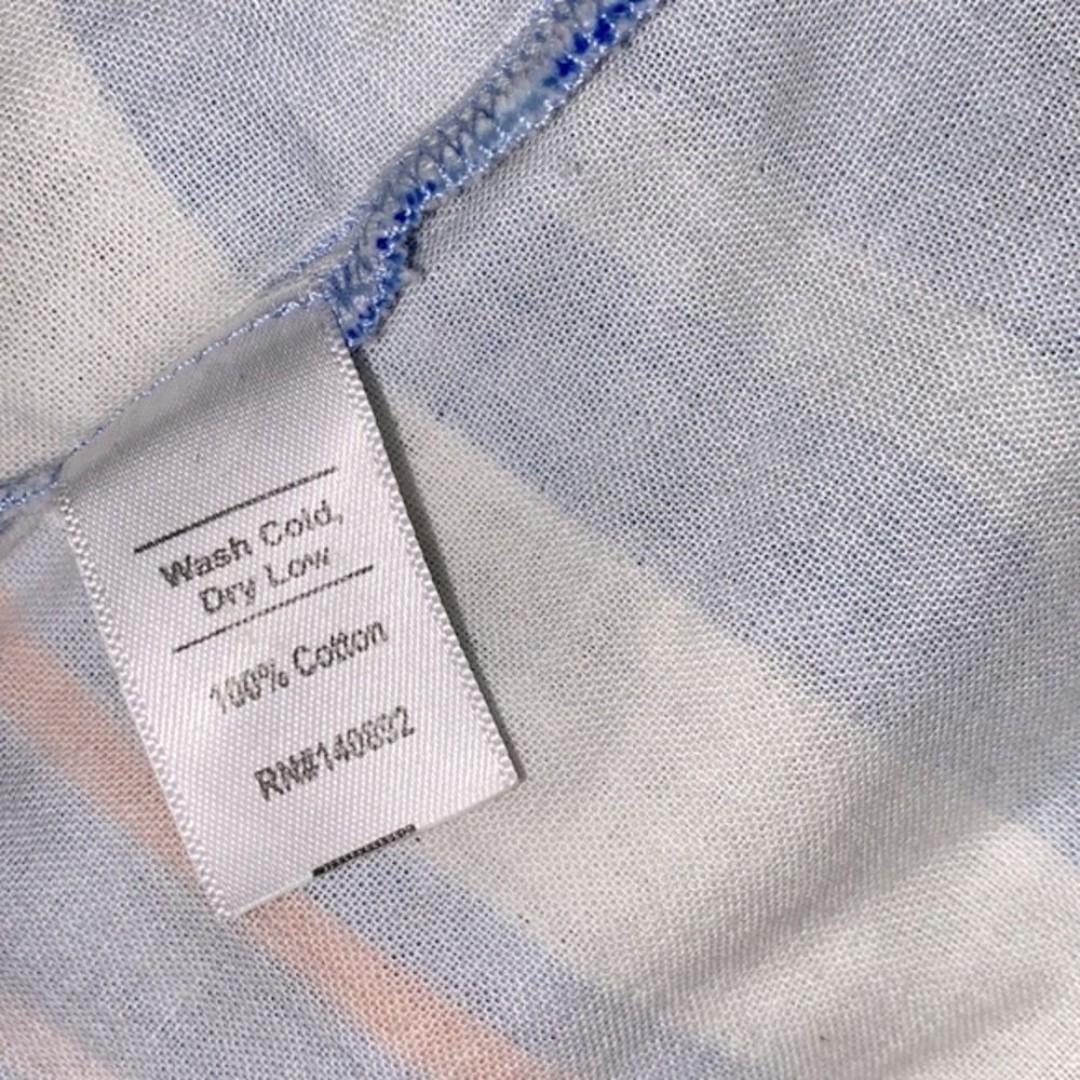 Wash Cold,
Dry Low
100% Cotton
RN#140892